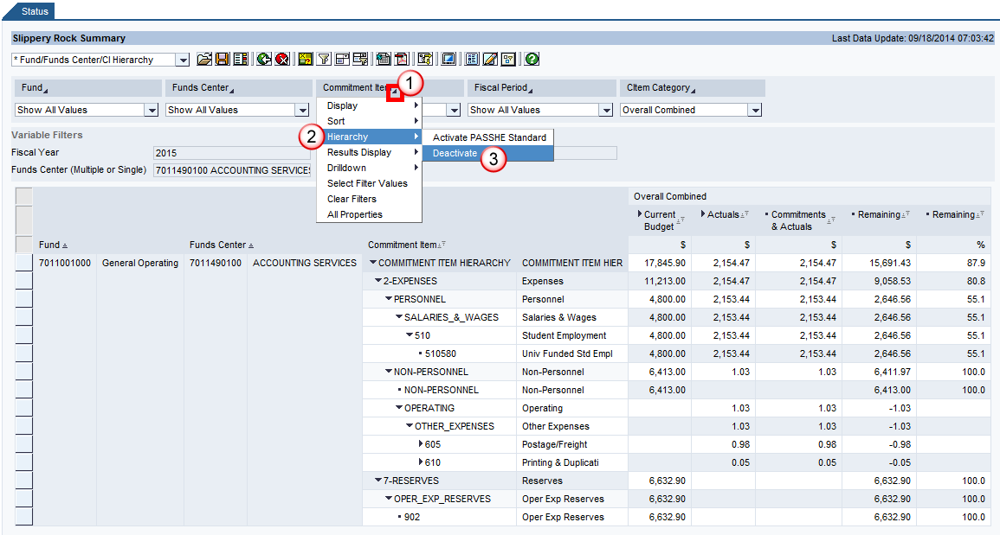 Status
Slippery Rock Summary Last Data Update: 09/18/2014 07:03:42
* Fund/Funds Center/CI Hierarchy
Fund Funds Center Commitment Iter 1 Fiscal Period CItem Category
Show All Values Show All Values Show All Values Overall Combined
Display
Sort
2 Hierarchy Activate PASSHE Standard
Deactivate 3
Results Display
Drilldown
Select Filter Values
Clear Filters
All Properties
Variable Filters
Fiscal Year 2015
Funds Center (Multiple or Single) 7011490100 ACCOUNTING SERVICES
Overall Combined
Current Budget Actuals Commitments & Actuals Remaining Remaining
Fund Funds Center Commitment Item $ $ $ $ %
7011001000 General Operating 7011490100 ACCOUNTING SERVICES COMMITMENT ITEM HIERARCHY COMMITMENT ITEM HIER 17,845.90 2,154.47 2,154.47 15,691.43 87.9
2-EXPENSES Expenses 11,213.00 2,154.47 2,154.47 9,058.53 80.8
PERSONNEL Personnel 4,800.00 2,153.44 2,153.44 2,646.56 55.1
SALARIES_&_WAGES Salaries & Wages 4,800.00 2,153.44 2,153.44 2,646.56 55.1
510 Student Employment 4,800.00 2,153.44 2,153.44 2,646.56 55.1
510580 Univ Funded Std Empl 4,800.00 2,153.44 2,153.44 2,646.56 55.1
NON-PERSONNEL Non-Personnel 6,413.00 1.03 1.03 6,411.97 100.0
NON-PERSONNEL Non-Personnel 6,413.00 6,413.00 100.0
OPERATING Operating 1.03 1.03 -1.03
OTHER_EXPENSES Other Expenses 1.03 1.03 -1.03
605 Postage/Freight 0.98 0.98 -0.98
610 Printing & Duplicati 0.05 0.05 -0.05
7-RESERVES Reserves 6,632.90 6,632.90 100.0
OPER_EXP_RESERVES Oper Exp Reserves 6,632.90 6,632.90 100.0
902 Oper Exp Reserves 6,632.90 6,632.90 100.0